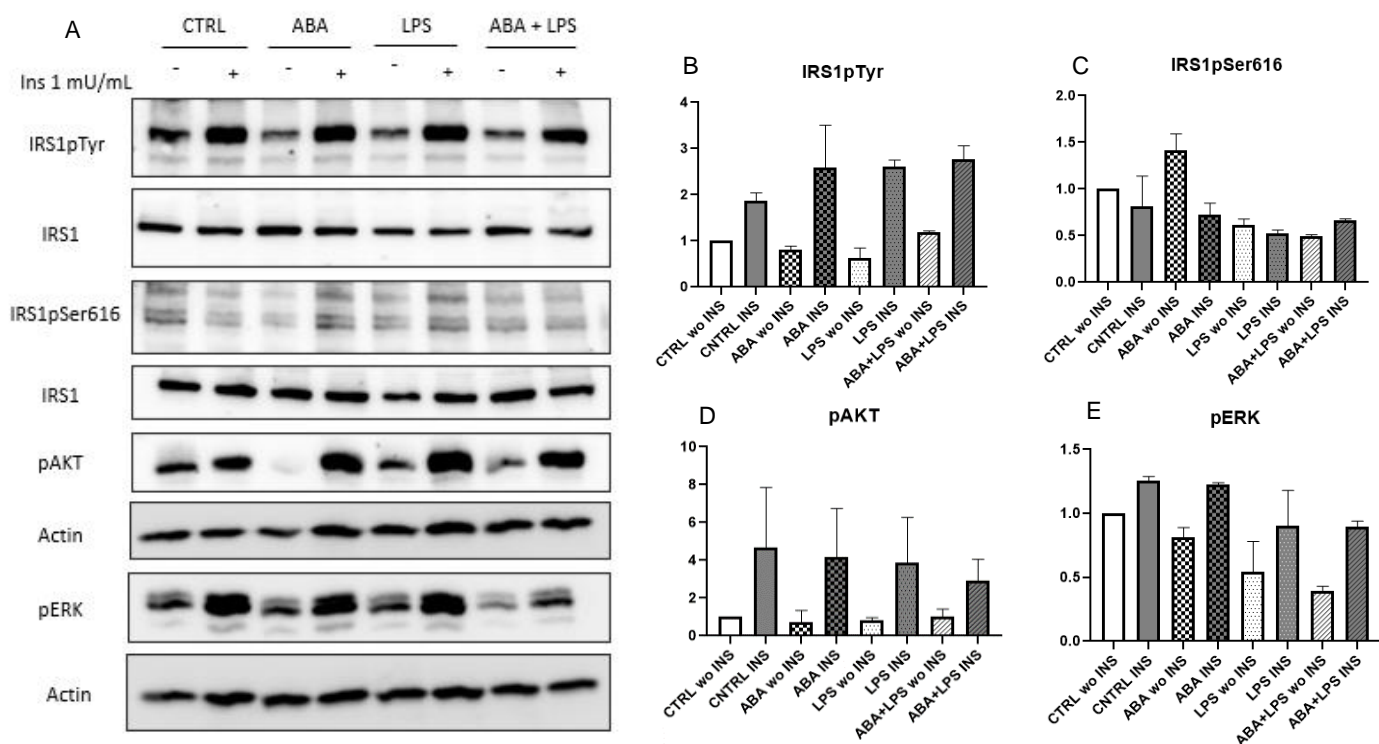 A
CTRL ABA LPS ABA + LPS
Ins 1 mU/mL - + - + - + - +
IRS1pTyr
IRS1
IRS1pSer616
IRS1
pAKT
Actin
pERK
Actin
B
IRS1pTyr
4
3
2
1
0
CTRL wo INS
CNTRL INS
ABA wo INS
ABA INS
LPS wo INS
LPS INS
ABA+LPS wo INS
ABA+LPS INS
C
IRS1pSer616
2.0
1.5
1.0
0.5
0.0
CTRL wo INS
CNTRL INS
ABA wo INS
ABA INS
LPS wo INS
LPS INS
ABA+LPS wo INS
ABA+LPS INS
D
pAKT
10
8
6
4
2
0
CTRL wo INS
CNTRL INS
ABA wo INS
ABA INS
LPS wo INS
LPS INS
ABA+LPS wo INS
ABA+LPS INS
E
pERK
1.5
1.0
0.5
0.0
CTRL wo INS
CNTRL INS
ABA wo INS
ABA INS
LPS wo INS
LPS INS
ABA+LPS wo INS
ABA+LPS INS